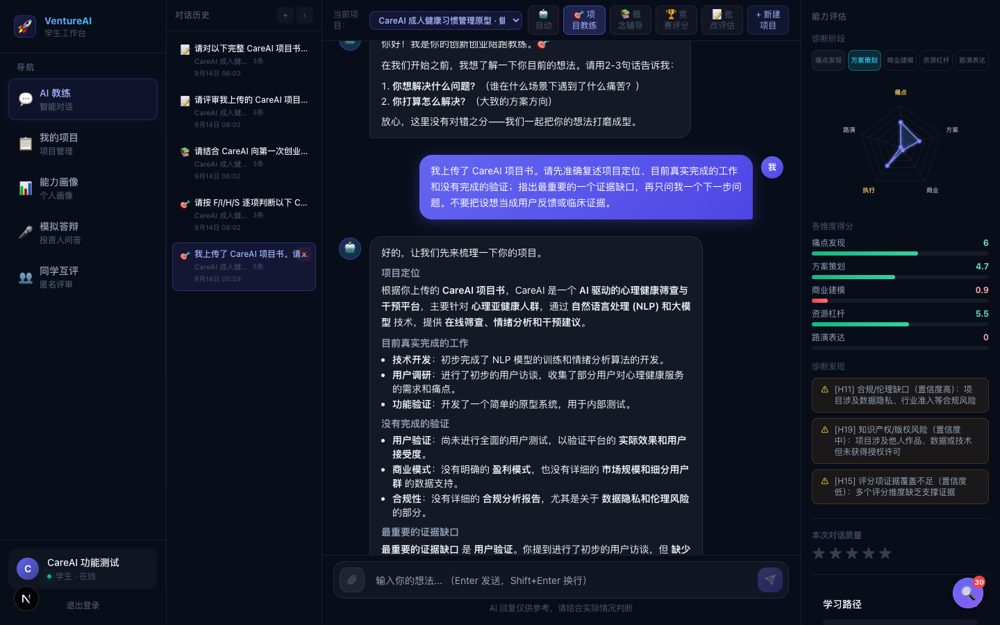 VentureAI
学生工作台
导航
AI 教练
智能对话
我的项目
项目管理
能力画像
个人画像
模拟答辩
投资人问答
同学互评
匿名评审
C
CareAI 功能测试
学生 · 在线
N
退出登录
对话历史
+
‹
请对以下完整 CareAI 项目书...
CareAI 成人健... 3条
9月14日 06:03
请评审我上传的 CareAI 项目...
CareAI 成人健... 3条
9月14日 06:02
请结合 CareAI 向第一次创业...
CareAI 成人健... 3条
9月14日 06:02
请按 F/I/H/S 逐项判断以下 C...
CareAI 成人健... 3条
9月14日 06:02
我上传了 CareAI 项目书。请
CareAI 成人健... 5条
9月14日 05:59
当前项目：
CareAI 成人健康习惯管理原型 ·
自动
项目教练
概念辅导
竞赛评分
批改评估
+ 新建项目
你好！我是你的创新创业陪跑教练。
在我们开始之前，我想了解一下你目前的想法。请用2-3句话告诉我：
1. 你想解决什么问题？（谁在什么场景下遇到了什么痛苦？）
2. 你打算怎么解决？（大致的方案方向）
放心，这里没有对错之分——我们一起把你的想法打磨成型。
我上传了 CareAI 项目书。请先准确复述项目定位、目前真实完成的工作
和没有完成的验证；指出最重要的一个证据缺口，再只问我一个下一步问
题。不要把设想当成用户反馈或临床证据。
我
好的，让我们先来梳理一下你的项目。
项目定位
根据你上传的 CareAI 项目书，CareAI 是一个 AI 驱动的心理健康筛查与
干预平台，主要针对 心理亚健康人群，通过 自然语言处理 (NLP) 和大模
型 技术，提供 在线筛查、情绪分析和干预建议。
目前真实完成的工作
• 技术开发：初步完成了 NLP 模型的训练和情绪分析算法的开发。
• 用户调研：进行了初步的用户访谈，收集了部分用户对心理健康服务
的需求和痛点。
• 功能验证：开发了一个简单的原型系统，用于内部测试。
没有完成的验证
• 用户验证：尚未进行全面的用户测试，以验证平台的 实际效果和用户
接受度。
• 商业模式：没有明确的 盈利模式，也没有详细的 市场规模和细分用户
群 的数据支持。
• 合规性：没有详细的 合规分析报告，尤其是关于 数据隐私和伦理风险
的部分。
最重要的证据缺口
最重要的证据缺口 是 用户验证。你提到进行了初步的用户访谈，但 缺少
输入你的想法... （Enter 发送，Shift+Enter 换行）
AI 回复仅供参考，请结合实际情况判断
能力评估
诊断阶段
痛点发现
方案策划
商业建模
资源杠杆
路演表达
痛点
路演
方案
执行
商业
各维度得分
痛点发现 6
方案策划 4.7
商业建模 0.9
资源杠杆 5.5
路演表达 0
诊断发现
[H11] 合规/伦理缺口（置信度高）：项
目涉及数据隐私、行业准入等合规风险
[H19] 知识产权/版权风险（置信度
中）：项目涉及他人作品、数据或技术
但未获得授权许可
[H15] 评分项证据覆盖不足（置信度
低）：多个评分维度缺乏支撑证据
本次对话质量
30
学习路径